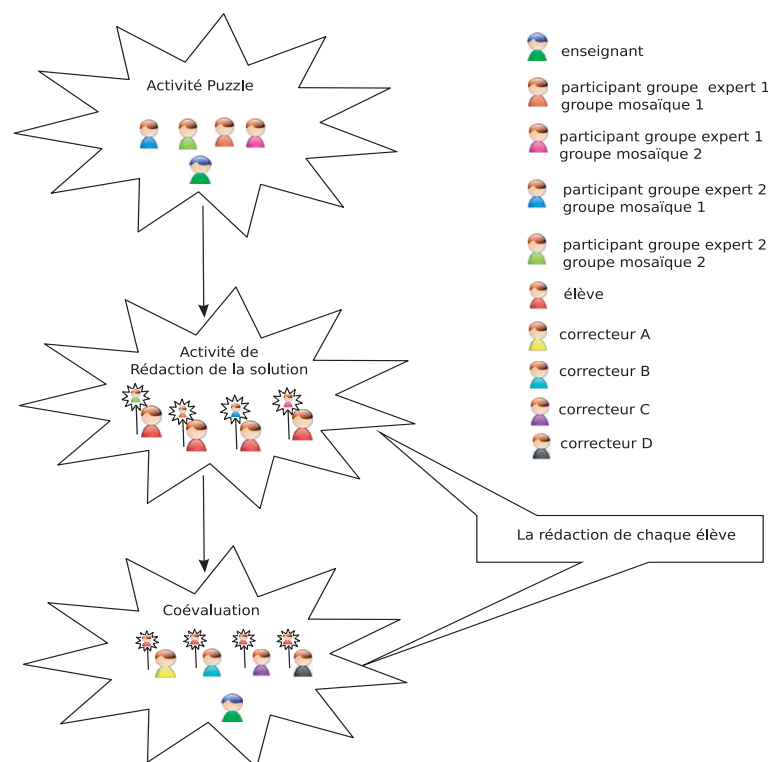 Activité Puzzle
enseignant
participant groupe expert 1
groupe mosaïque 1
participant groupe expert 1
groupe mosaïque 2
participant groupe expert 2
groupe mosaïque 1
participant groupe expert 2
groupe mosaïque 2
élève
correcteur A
correcteur B
correcteur C
correcteur D
Activité de
Rédaction de la solution
La rédaction de chaque élève
Coévaluation